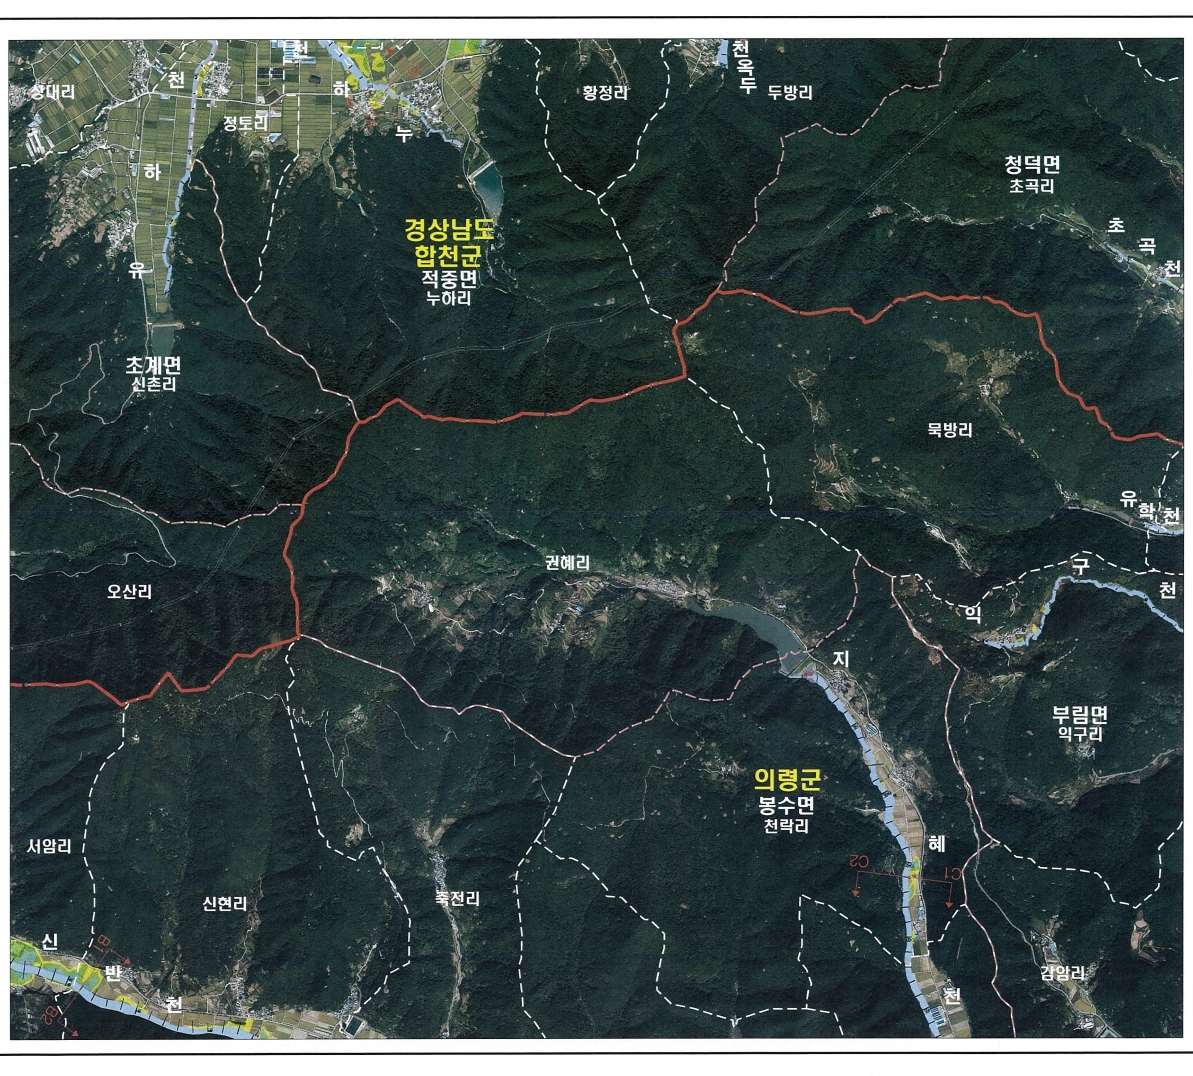 상대리
천
천
하
천
옥
두
황정리
두방리
정토리
누
하
청덕면
초곡리
경상남도
합천군
적중면
누하리
초
곡
천
유
초계면
신촌리
묵방리
유
학
천
권혜리
구
천
오산리
익
지
부림면
익구리
의령군
봉수면
천락리
서암리
혜
C2
C1
신현리
죽전리
신
B1
반
감암리
천
천
B2